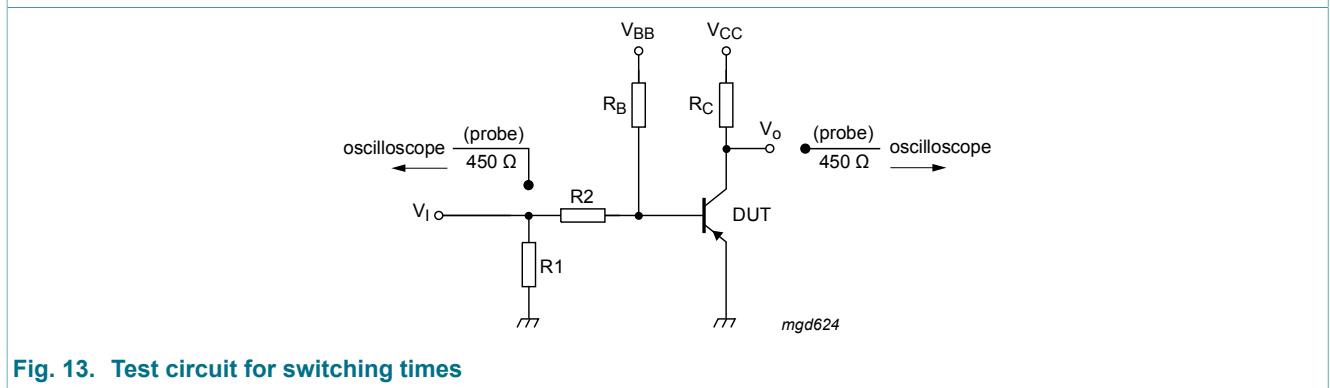 VBB
VCC
RB
RC
Vo
(probe)
450 Ω
oscilloscope
(probe)
450 Ω
oscilloscope
R2
VI
DUT
R1
mgd624
Fig. 13. Test circuit for switching times